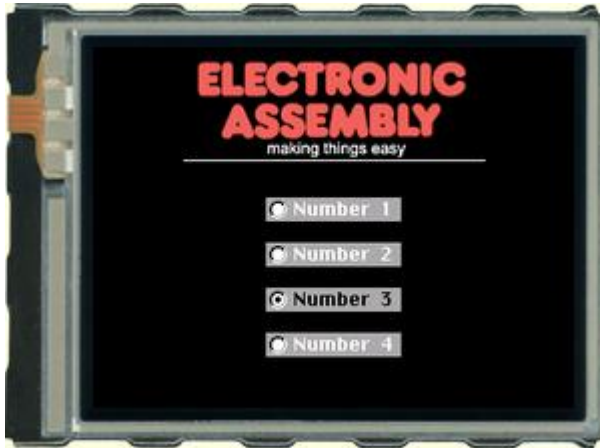 ELECTRONIC
ASSEMBLY
making things easy
Number 1
Number 2
Number 3
Number 4